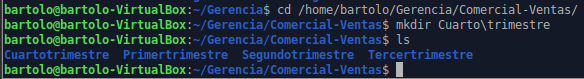 bartolo@bartolo-VirtualBox:~/Gerencia$ cd /home/bartolo/Gerencia/Comercial-Ventas/
bartolo@bartolo-VirtualBox:~/Gerencia/Comercial-Ventas$ mkdir Cuarto\trimestre
bartolo@bartolo-VirtualBox:~/Gerencia/Comercial-Ventas$ ls
Cuartotrimestre  Primertrimestre  Segundotrimestre  Tercertrimestre
bartolo@bartolo-VirtualBox:~/Gerencia/Comercial-Ventas$